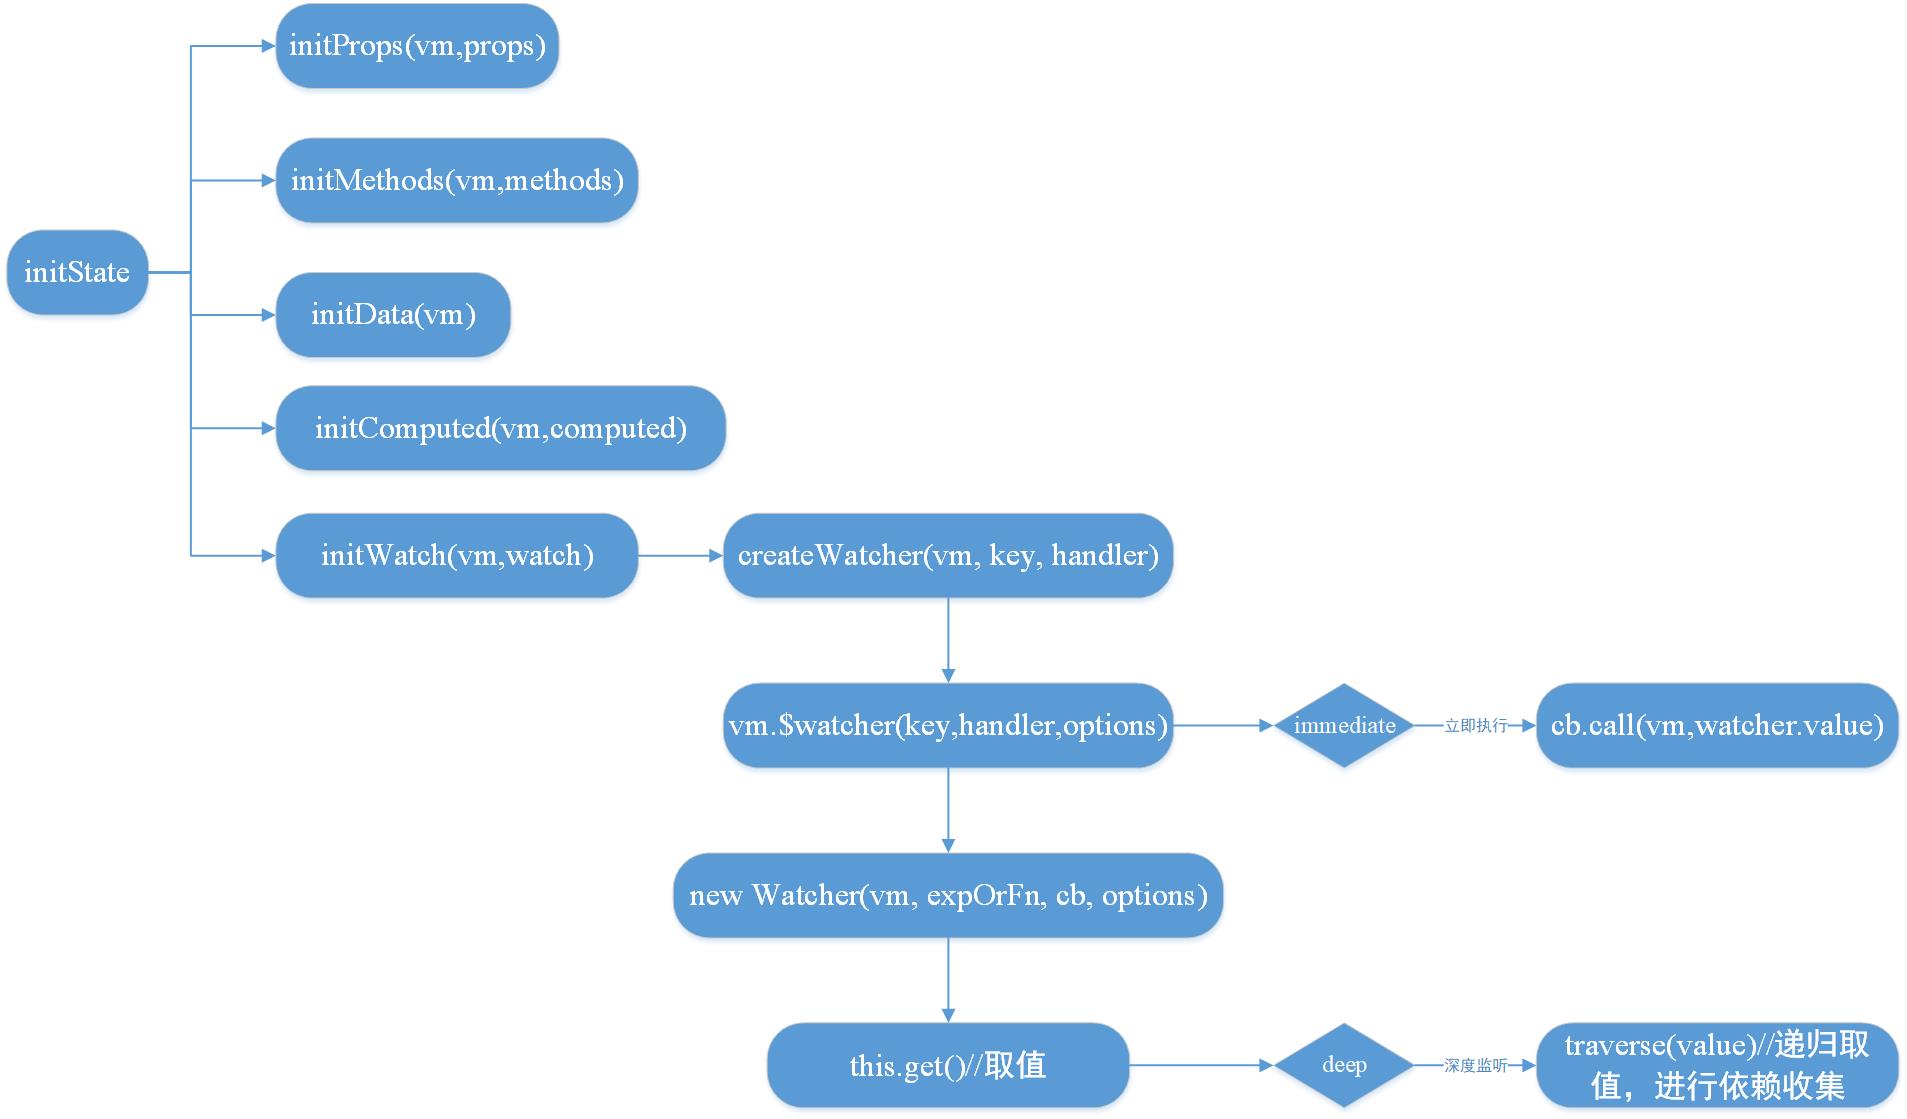 initProps(vm,props)
initMethods(vm,methods)
initState
initData(vm)
initComputed(vm,computed)
initWatch(vm,watch)
createWatcher(vm, key, handler)
vm.$watcher(key,handler,options)
immediate
立即执行
cb.call(vm,watcher.value)
new Watcher(vm, expOrFn, cb, options)
this.get()//取值
deep
深度监听
traverse(value)//递归取
值，进行依赖收集